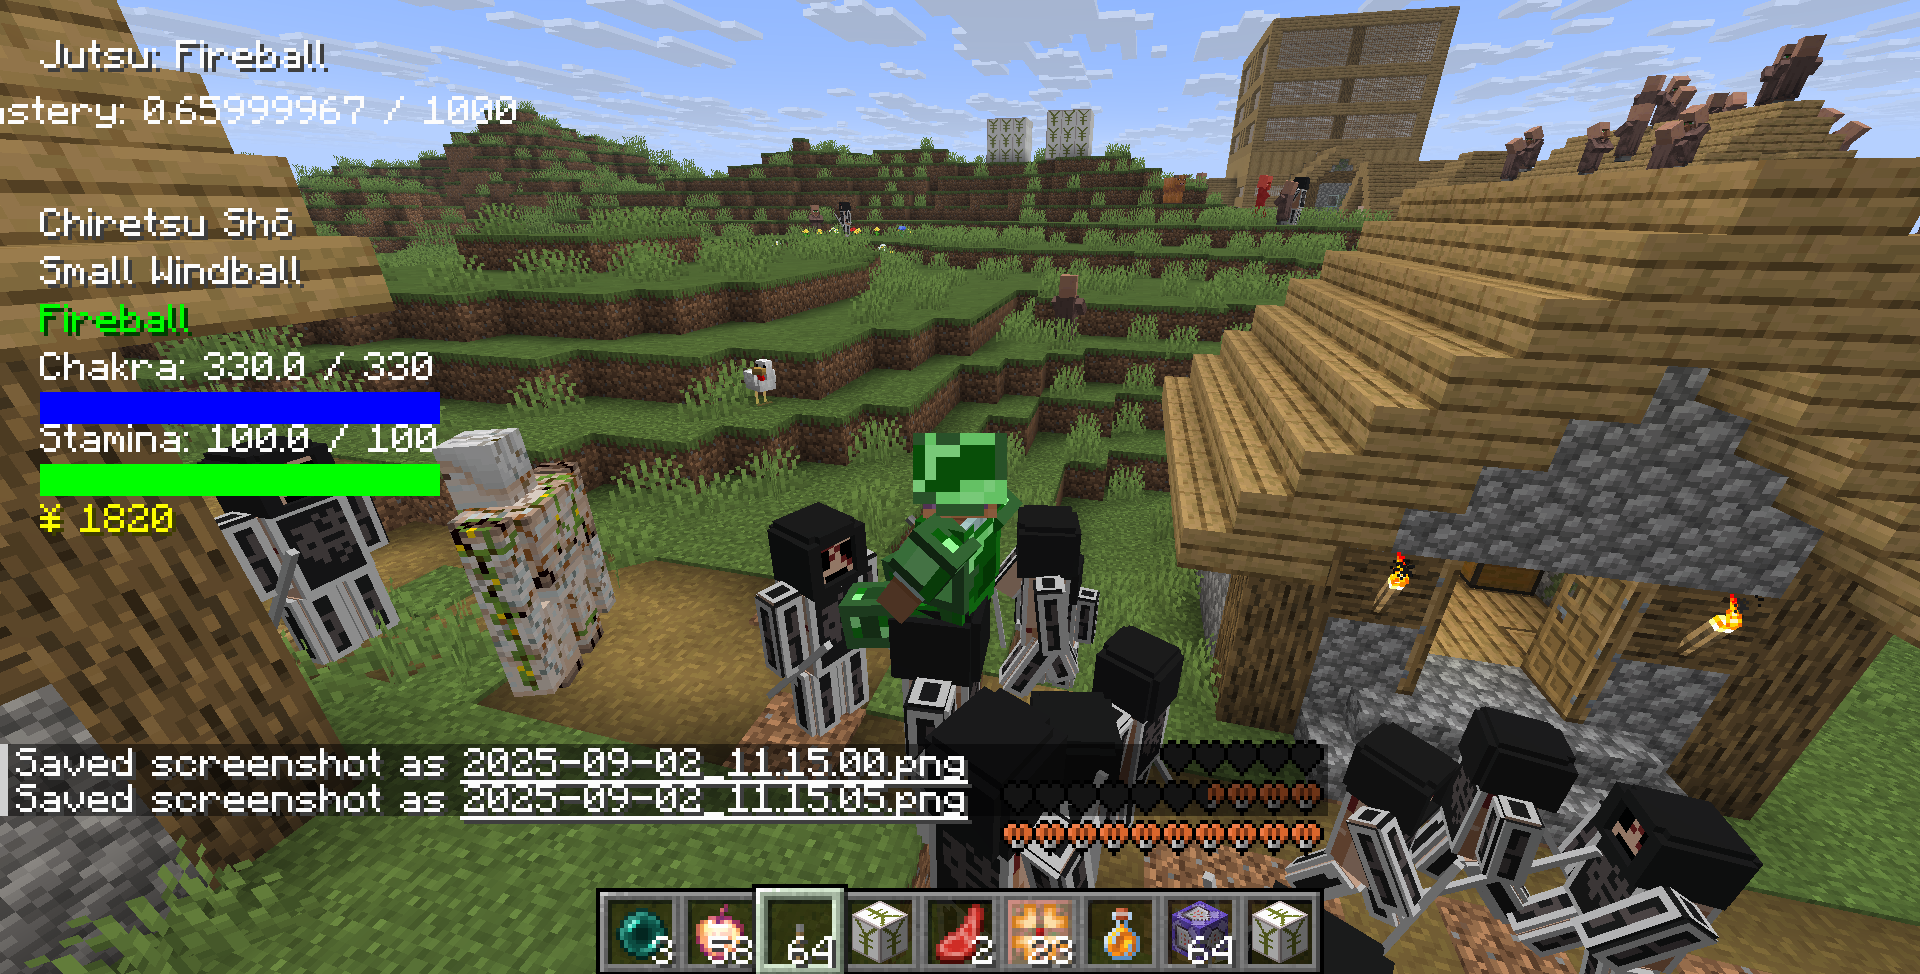 Jutsu: Fireball
astery: 0.65999967 / 1000
Chiretsu Shō
Small Windball
Fireball
Chakra: 330.0 / 330
Stamina: 100.0 / 100
¥ 1820
Saved screenshot as 2025-09-02_11.15.00.png
Saved screenshot as 2025-09-02_11.15.05.png
3 58 64 2 28 64